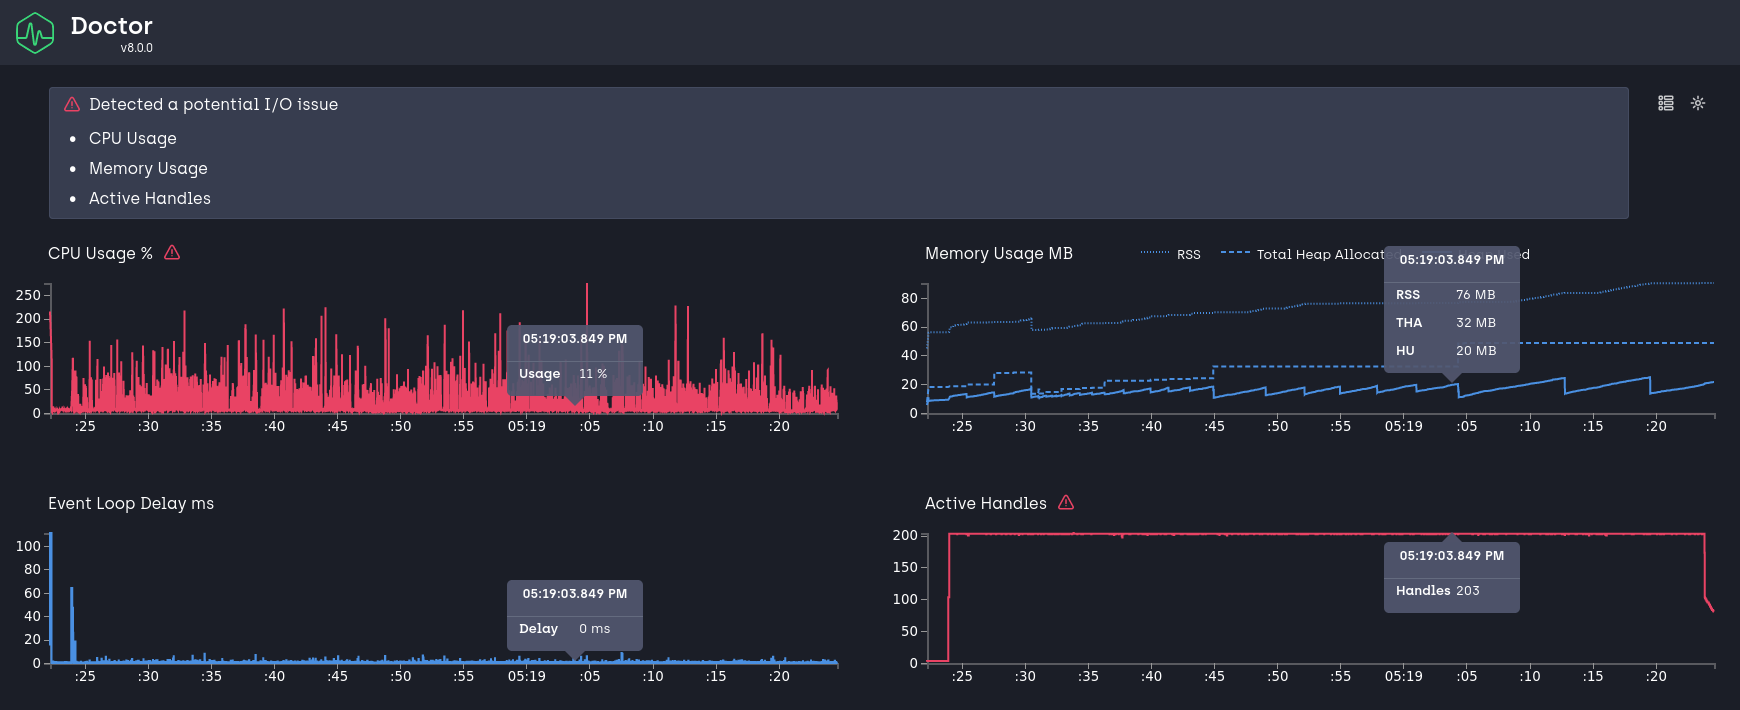 Doctor
v8.0.0
Detected a potential I/O issue
• CPU Usage
• Memory Usage
• Active Handles
CPU Usage %
250
200
150
100
50
0
:25 :30 :35 :40 :45 :50 :55 05:19 :05 :10 :15 :20
05:19:03.849 PM
Usage 11 %
Memory Usage MB
RSS Total Heap Allocate
05:19:03.849 PM
RSS 76 MB
THA 32 MB
HU 20 MB
80
60
40
20
0
:25 :30 :35 :40 :45 :50 :55 05:19 :05 :10 :15 :20
Event Loop Delay ms
100
80
60
40
20
0
:25 :30 :35 :40 :45 :50 :55 05:19 :05 :10 :15 :20
05:19:03.849 PM
Delay 0 ms
Active Handles
200
150
100
50
0
:25 :30 :35 :40 :45 :50 :55 05:19 :05 :10 :15 :20
05:19:03.849 PM
Handles 203